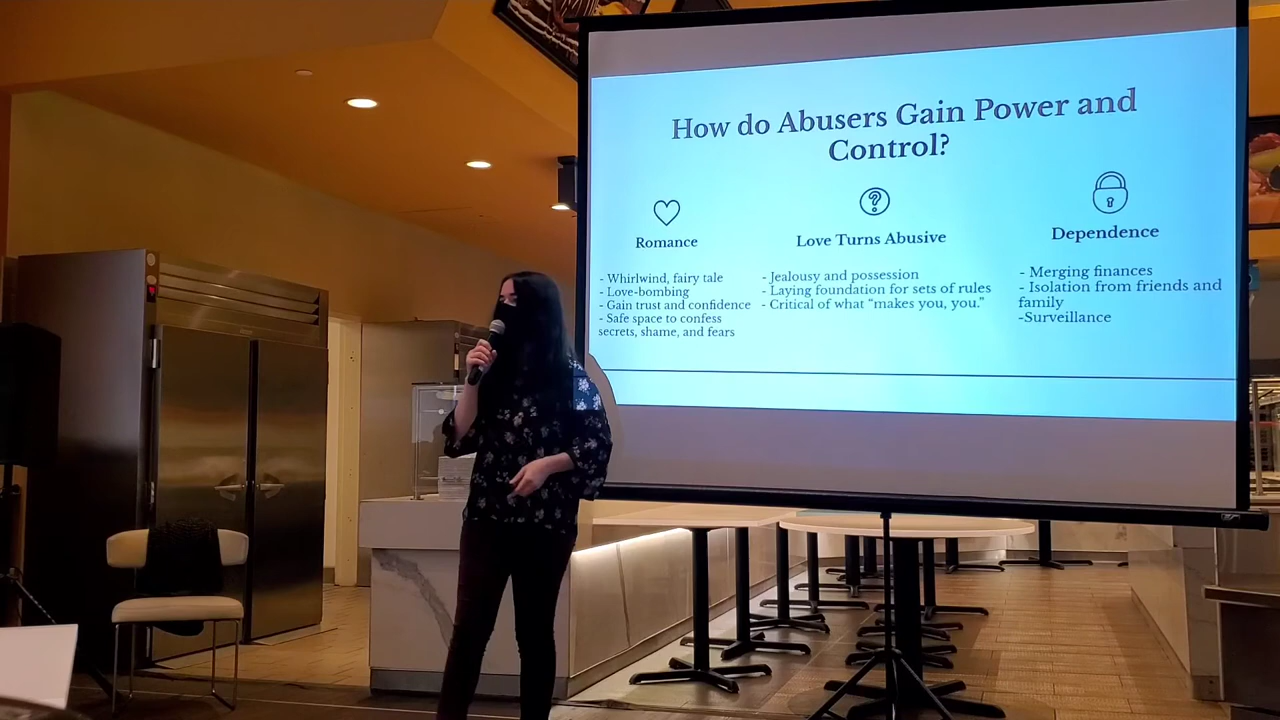 How do Abusers Gain Power and
Control?
Romance
- Whirlwind, fairy tale
- Love-bombing
- Gain trust and confidence
- Safe space to confess
secrets, shame, and fears
Love Turns Abusive
- Jealousy and possession
- Laying foundation for sets of rules
- Critical of what “makes you, you.”
Dependence
- Merging finances
- Isolation from friends and
family
-Surveillance